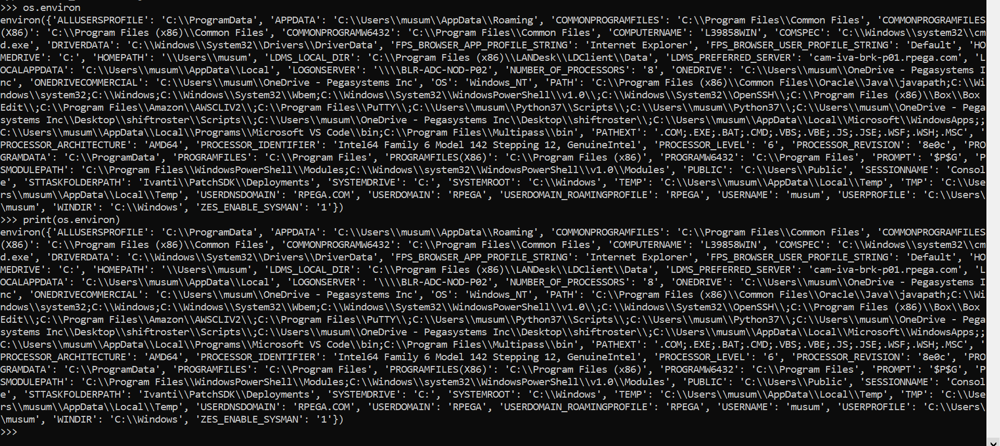 >>> os.environ
environ({'ALLUSERSPROFILE': 'C:\\ProgramData', 'APPDATA': 'C:\\Users\\musum\\AppData\\Roaming', 'COMMONPROGRAMFILES': 'C:\\Program Files\\Common Files', 'COMMONPROGRAMFILES
(X86)': 'C:\\Program Files (x86)\\Common Files', 'COMMONPROGRAMW6432': 'C:\\Program Files\\Common Files', 'COMPUTERNAME': 'L39858WIN', 'COMSPEC': 'C:\\Windows\\system32\\cm
d.exe', 'DRIVERDATA': 'C:\\Windows\\System32\\Drivers\\DriverData', 'FPS_BROWSER_APP_PROFILE_STRING': 'Internet Explorer', 'FPS_BROWSER_USER_PROFILE_STRING': 'Default', 'HO
MEDRIVE': 'C:', 'HOMEPATH': '\\Users\\musum', 'LDMS_LOCAL_DIR': 'C:\\Program Files (x86)\\LANDesk\\LDClient\\Data', 'LDMS_PREFERRED_SERVER': 'cam-iva-brk-p01.rpega.com', 'L
OCALAPPDATA': 'C:\\Users\\musum\\AppData\\Local', 'LOGONSERVER': '\\\\BLR-ADC-NOD-P02', 'NUMBER_OF_PROCESSORS': '8', 'ONEDRIVE': 'C:\\Users\\musum\\OneDrive - Pegasystems I
nc', 'ONEDRIVECOMMERCIAL': 'C:\\Users\\musum\\OneDrive - Pegasystems Inc', 'OS': 'Windows_NT', 'PATH': 'C:\\Program Files (x86)\\Common Files\\Oracle\\Java\\javapath;C:\\Wi
ndows\\system32;C:\\Windows;C:\\Windows\\System32\\Wbem;C:\\Windows\\System32\\WindowsPowerShell\\v1.0\\;C:\\Windows\\System32\\OpenSSH\\;C:\\Program Files (x86)\\Box\\Box 
Edit\\;C:\\Program Files\\Amazon\\AWSCLIV2\\;C:\\Program Files\\PuTTY\\;C:\\Users\\musum\\Python37\\Scripts\\;C:\\Users\\musum\\Python37\\;C:\\Users\\musum\\OneDrive - Pega
systems Inc\\Desktop\\shiftroster\\Scripts\\;C:\\Users\\musum\\OneDrive - Pegasystems Inc\\Desktop\\shiftroster\\;C:\\Users\\musum\\AppData\\Local\\Microsoft\\WindowsApps;;
C:\\Users\\musum\\AppData\\Local\\Programs\\Microsoft VS Code\\bin;C:\\Program Files\\Multipass\\bin', 'PATHEXT': '.COM;.EXE;.BAT;.CMD;.VBS;.VBE;.JS;.JSE;.WSF;.WSH;.MSC', '
PROCESSOR_ARCHITECTURE': 'AMD64', 'PROCESSOR_IDENTIFIER': 'Intel64 Family 6 Model 142 Stepping 12, GenuineIntel', 'PROCESSOR_LEVEL': '6', 'PROCESSOR_REVISION': '8e0c', 'PRO
GRAMDATA': 'C:\\ProgramData', 'PROGRAMFILES': 'C:\\Program Files', 'PROGRAMFILES(X86)': 'C:\\Program Files (x86)', 'PROGRAMW6432': 'C:\\Program Files', 'PROMPT': '$P$G', 'P
SMODULEPATH': 'C:\\Program Files\\WindowsPowerShell\\Modules;C:\\Windows\\system32\\WindowsPowerShell\\v1.0\\Modules', 'PUBLIC': 'C:\\Users\\Public', 'SESSIONNAME': 'Consol
e', 'STTASKFOLDERPATH': 'Ivanti\\PatchSDK\\Deployments', 'SYSTEMDRIVE': 'C:', 'SYSTEMROOT': 'C:\\Windows', 'TEMP': 'C:\\Users\\musum\\AppData\\Local\\Temp', 'TMP': 'C:\\Use
rs\\musum\\AppData\\Local\\Temp', 'USERDNSDOMAIN': 'RPEGA.COM', 'USERDOMAIN': 'RPEGA', 'USERDOMAIN_ROAMINGPROFILE': 'RPEGA', 'USERNAME': 'musum', 'USERPROFILE': 'C:\\Users\
\musum', 'WINDIR': 'C:\\Windows', 'ZES_ENABLE_SYSMAN': '1'})
>>> print(os.environ)
environ({'ALLUSERSPROFILE': 'C:\\ProgramData', 'APPDATA': 'C:\\Users\\musum\\AppData\\Roaming', 'COMMONPROGRAMFILES': 'C:\\Program Files\\Common Files', 'COMMONPROGRAMFILES
(X86)': 'C:\\Program Files (x86)\\Common Files', 'COMMONPROGRAMW6432': 'C:\\Program Files\\Common Files', 'COMPUTERNAME': 'L39858WIN', 'COMSPEC': 'C:\\Windows\\system32\\cm
d.exe', 'DRIVERDATA': 'C:\\Windows\\System32\\Drivers\\DriverData', 'FPS_BROWSER_APP_PROFILE_STRING': 'Internet Explorer', 'FPS_BROWSER_USER_PROFILE_STRING': 'Default', 'HO
MEDRIVE': 'C:', 'HOMEPATH': '\\Users\\musum', 'LDMS_LOCAL_DIR': 'C:\\Program Files (x86)\\LANDesk\\LDClient\\Data', 'LDMS_PREFERRED_SERVER': 'cam-iva-brk-p01.rpega.com', 'L
OCALAPPDATA': 'C:\\Users\\musum\\AppData\\Local', 'LOGONSERVER': '\\\\BLR-ADC-NOD-P02', 'NUMBER_OF_PROCESSORS': '8', 'ONEDRIVE': 'C:\\Users\\musum\\OneDrive - Pegasystems I
nc', 'ONEDRIVECOMMERCIAL': 'C:\\Users\\musum\\OneDrive - Pegasystems Inc', 'OS': 'Windows_NT', 'PATH': 'C:\\Program Files (x86)\\Common Files\\Oracle\\Java\\javapath;C:\\Wi
ndows\\system32;C:\\Windows;C:\\Windows\\System32\\Wbem;C:\\Windows\\System32\\WindowsPowerShell\\v1.0\\;C:\\Windows\\System32\\OpenSSH\\;C:\\Program Files (x86)\\Box\\Box 
Edit\\;C:\\Program Files\\Amazon\\AWSCLIV2\\;C:\\Program Files\\PuTTY\\;C:\\Users\\musum\\Python37\\Scripts\\;C:\\Users\\musum\\Python37\\;C:\\Users\\musum\\OneDrive - Pega
systems Inc\\Desktop\\shiftroster\\Scripts\\;C:\\Users\\musum\\OneDrive - Pegasystems Inc\\Desktop\\shiftroster\\;C:\\Users\\musum\\AppData\\Local\\Microsoft\\WindowsApps;;
C:\\Users\\musum\\AppData\\Local\\Programs\\Microsoft VS Code\\bin;C:\\Program Files\\Multipass\\bin', 'PATHEXT': '.COM;.EXE;.BAT;.CMD;.VBS;.VBE;.JS;.JSE;.WSF;.WSH;.MSC', '
PROCESSOR_ARCHITECTURE': 'AMD64', 'PROCESSOR_IDENTIFIER': 'Intel64 Family 6 Model 142 Stepping 12, GenuineIntel', 'PROCESSOR_LEVEL': '6', 'PROCESSOR_REVISION': '8e0c', 'PRO
GRAMDATA': 'C:\\ProgramData', 'PROGRAMFILES': 'C:\\Program Files', 'PROGRAMFILES(X86)': 'C:\\Program Files (x86)', 'PROGRAMW6432': 'C:\\Program Files', 'PROMPT': '$P$G', 'P
SMODULEPATH': 'C:\\Program Files\\WindowsPowerShell\\Modules;C:\\Windows\\system32\\WindowsPowerShell\\v1.0\\Modules', 'PUBLIC': 'C:\\Users\\Public', 'SESSIONNAME': 'Consol
e', 'STTASKFOLDERPATH': 'Ivanti\\PatchSDK\\Deployments', 'SYSTEMDRIVE': 'C:', 'SYSTEMROOT': 'C:\\Windows', 'TEMP': 'C:\\Users\\musum\\AppData\\Local\\Temp', 'TMP': 'C:\\Use
rs\\musum\\AppData\\Local\\Temp', 'USERDNSDOMAIN': 'RPEGA.COM', 'USERDOMAIN': 'RPEGA', 'USERDOMAIN_ROAMINGPROFILE': 'RPEGA', 'USERNAME': 'musum', 'USERPROFILE': 'C:\\Users\
\musum', 'WINDIR': 'C:\\Windows', 'ZES_ENABLE_SYSMAN': '1'})
>>>